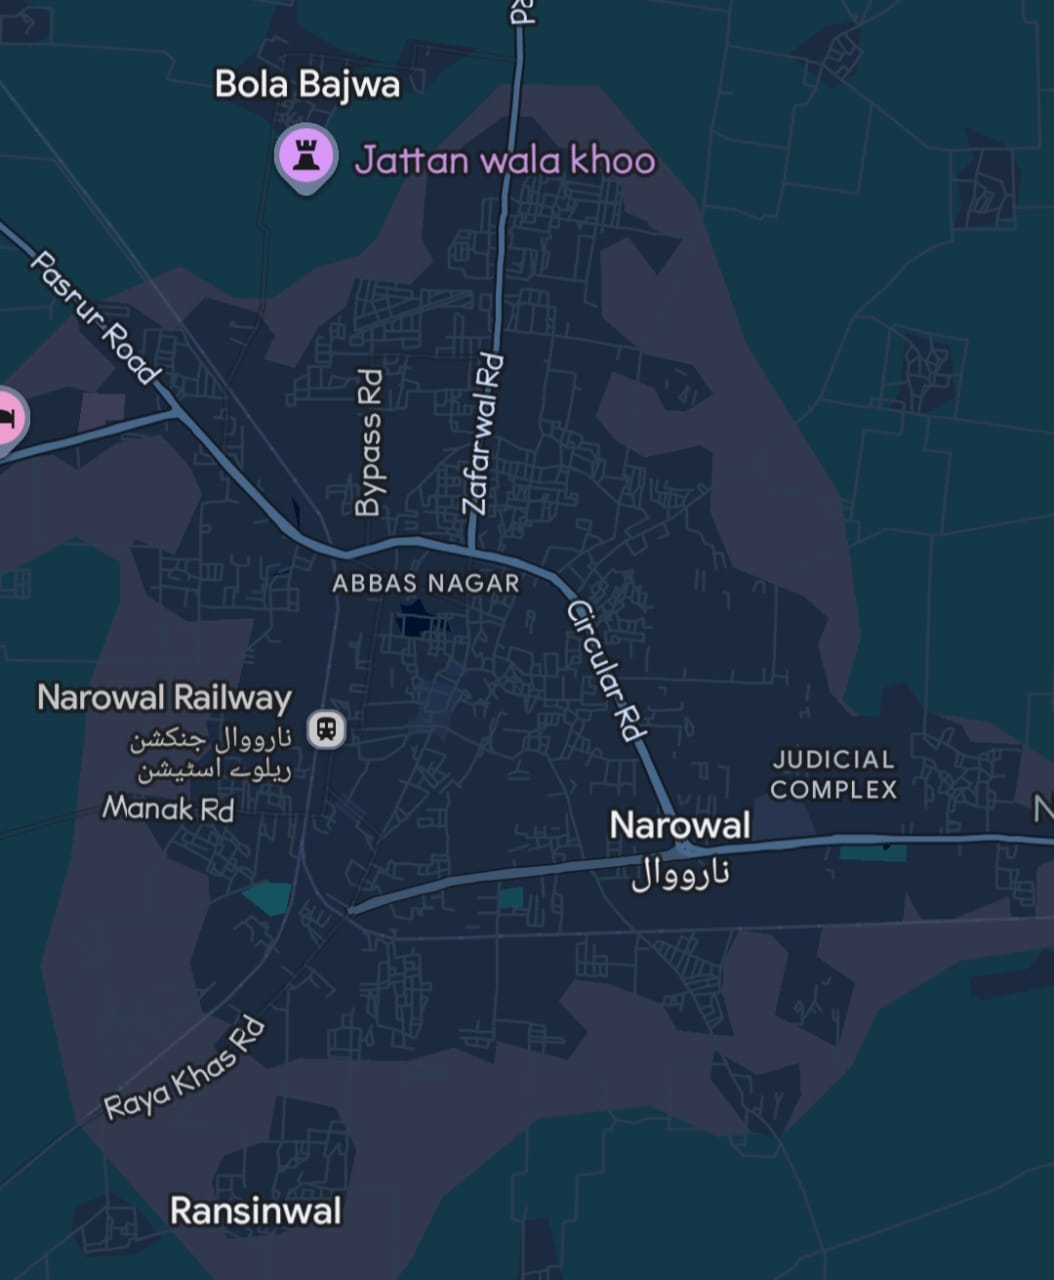 Bola Bajwa
Jattan wala khoo
Pasrur Road
Bypass Rd
Zafarwal Rd
ABBAS NAGAR
Circular Rd
Narowal Railway
نارووال جنکشن
ریلوے اسٹیشن
Manak Rd
JUDICIAL
COMPLEX
Narowal
نارووال
Raya Khas Rd
Ransinwal